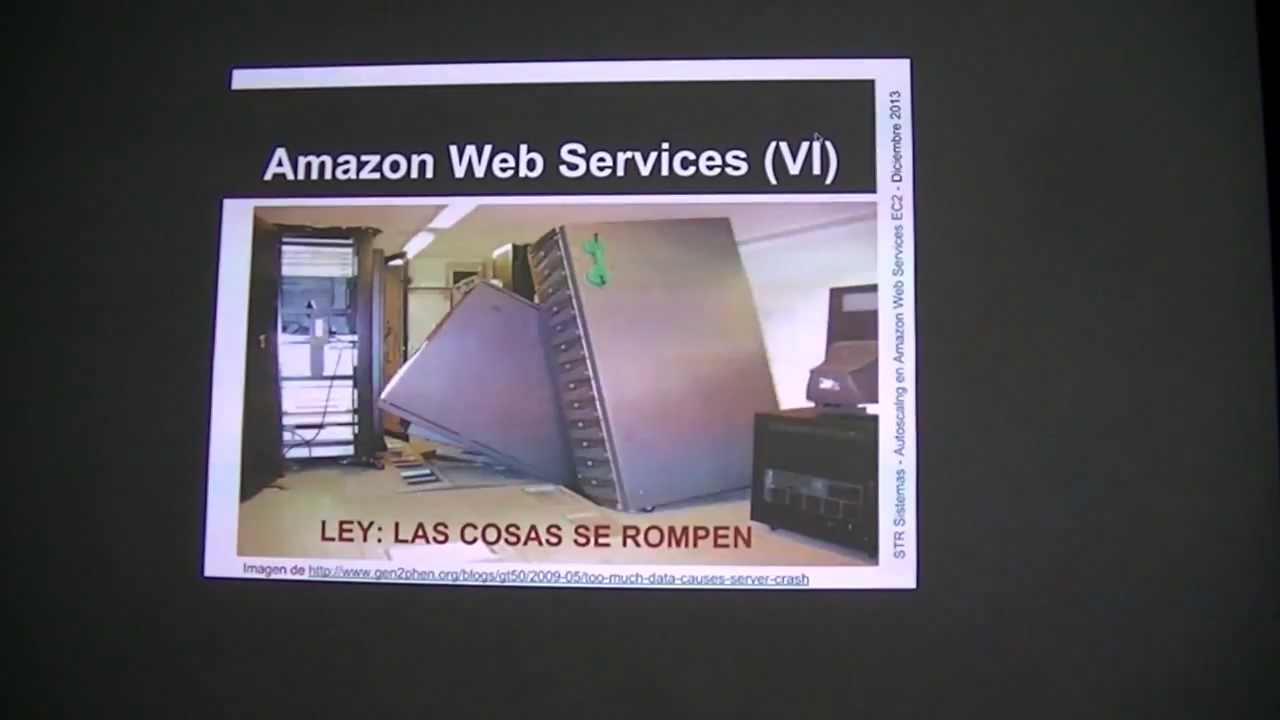 Amazon Web Services (VI)
LEY: LAS COSAS SE ROMPEN
Imagen de http://www.gen2phen.org/blogs/gt50/2009-05/too-much-data-causes-server-crash
STR Sistemas - Autoscalng en Amazon Web Services EC2 - Diciembre 2013